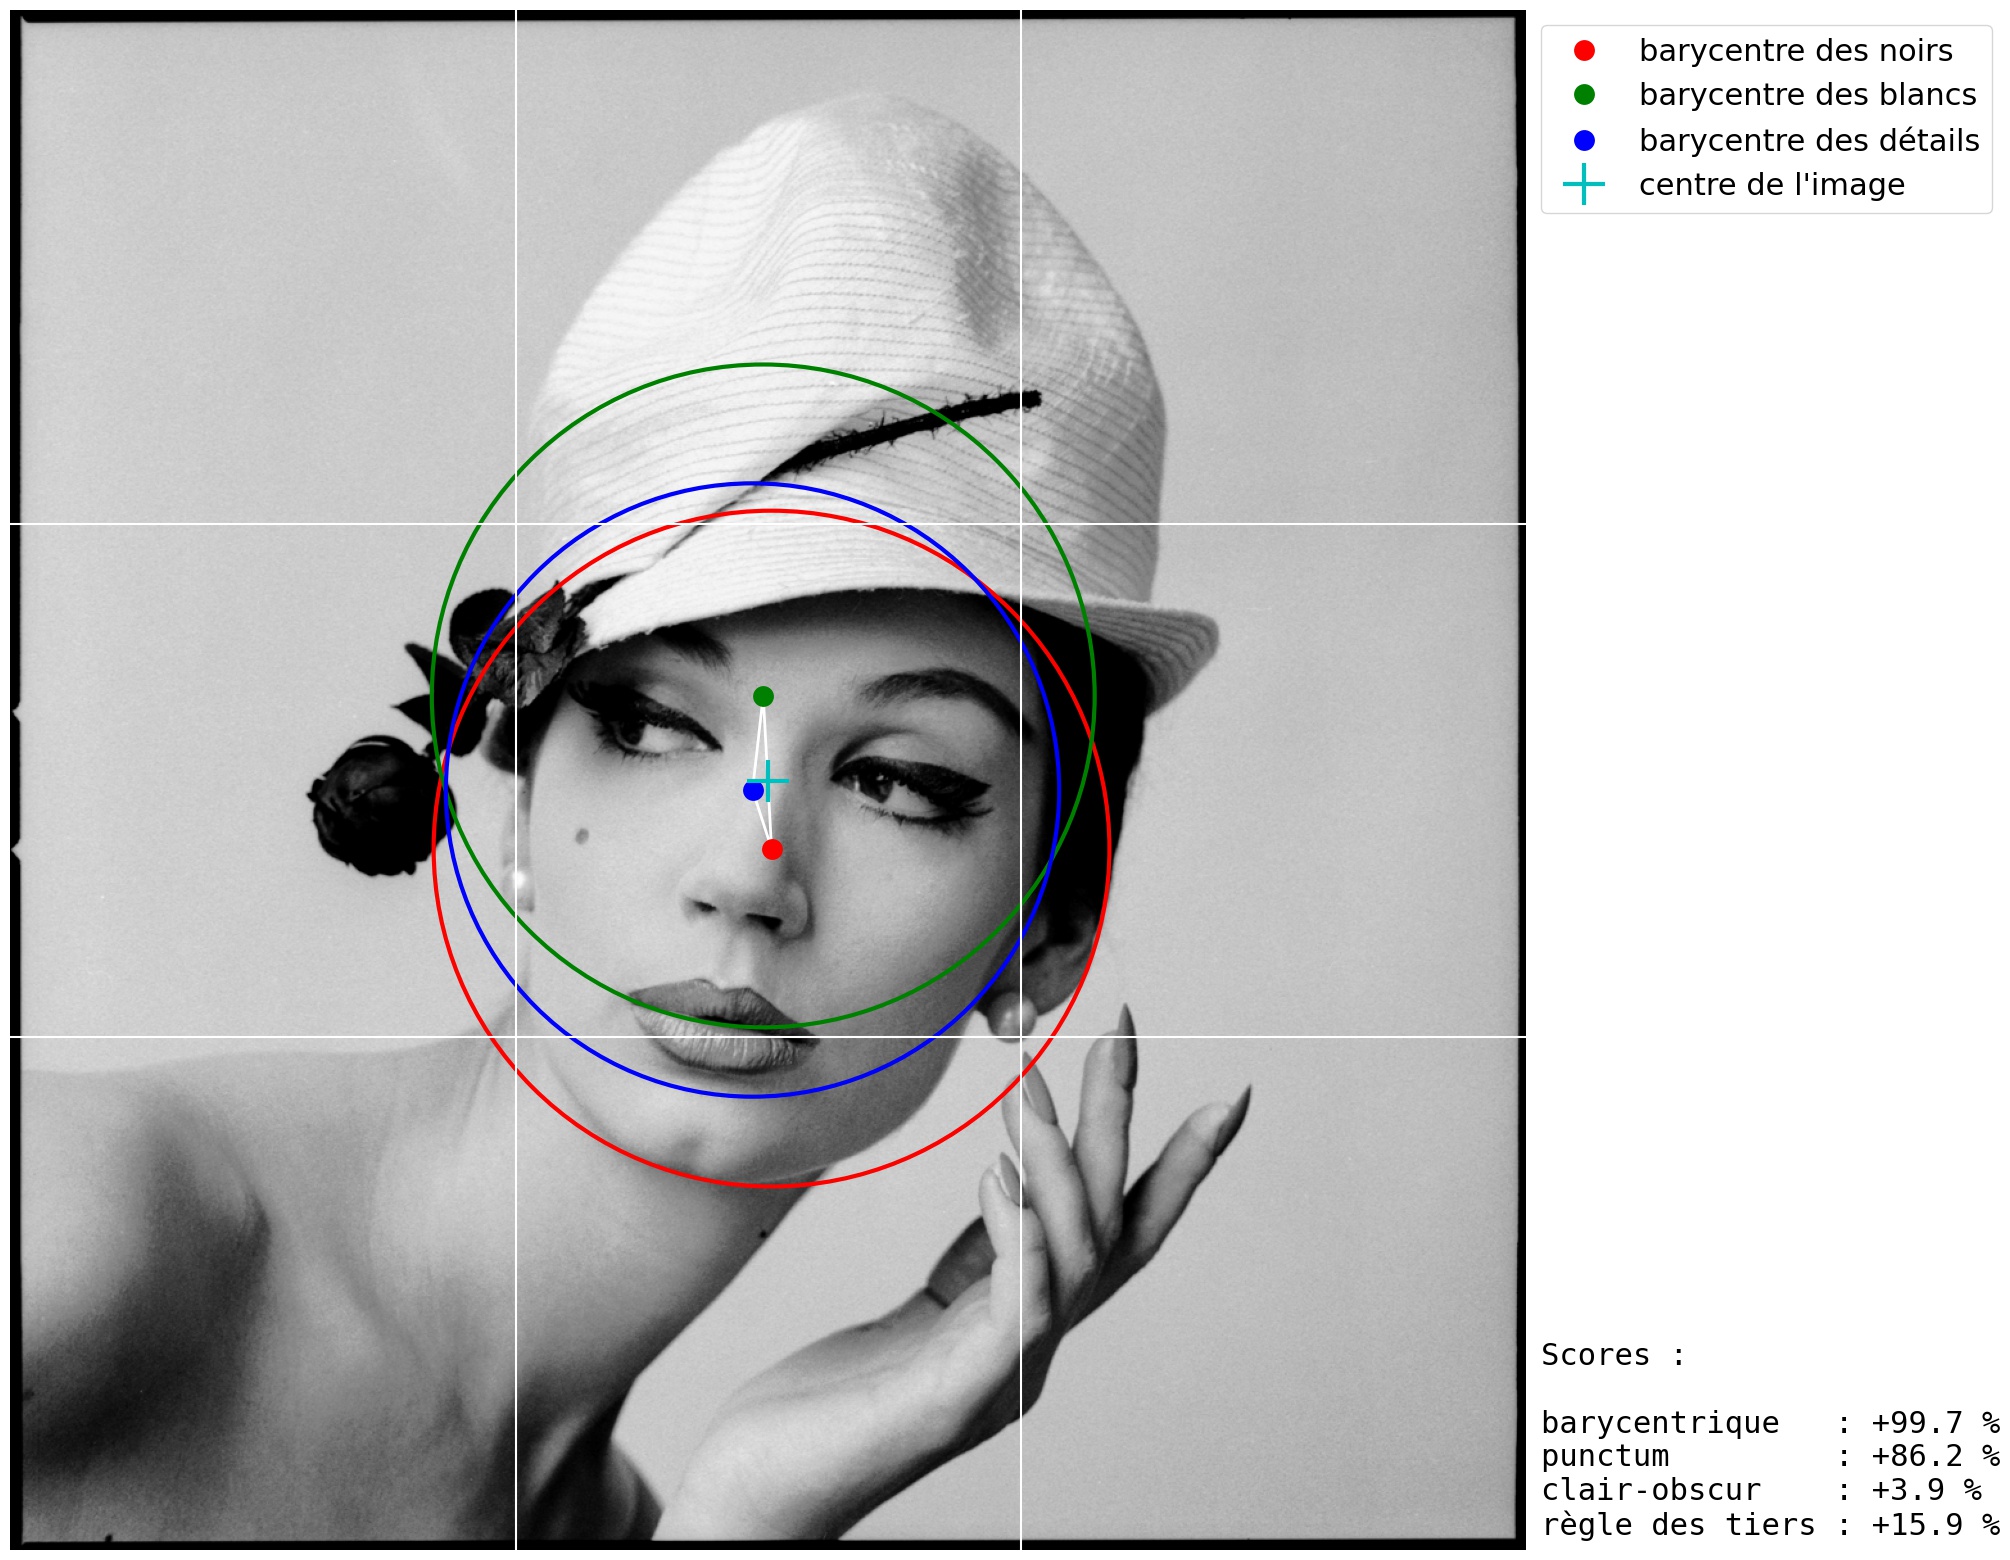 barycentre des noirs
barycentre des blancs
barycentre des détails
centre de l'image
Scores :
barycentrique : +99.7 %
punctum : +86.2 %
clair-obscur : +3.9 %
règle des tiers : +15.9 %